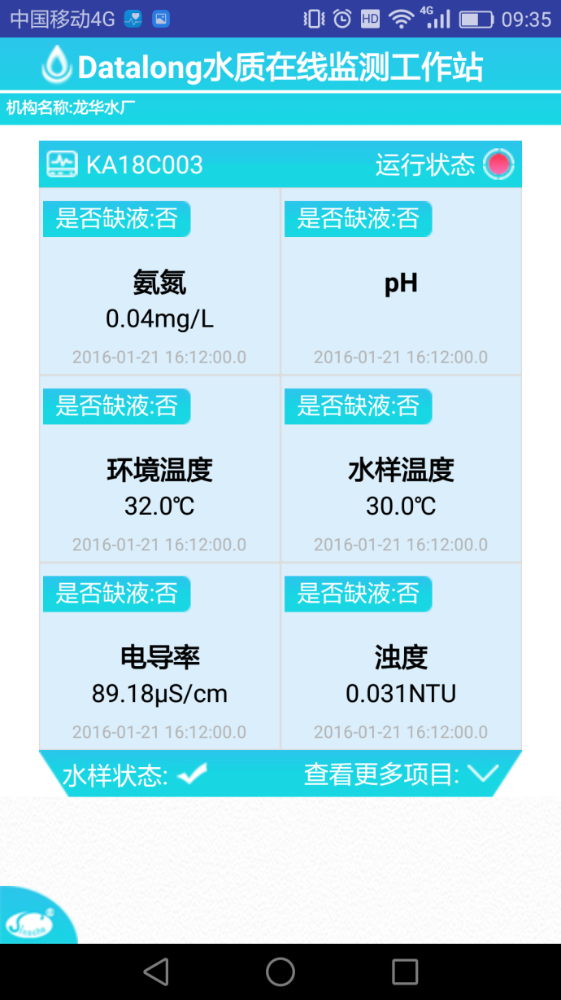 中国移动4G HD 4G 09:35
Datalong水质在线监测工作站
机构名称:龙华水厂
KA18C003 运行状态
是否缺液:否 是否缺液:否
氨氮 pH
0.04mg/L
2016-01-21 16:12:00.0 2016-01-21 16:12:00.0
是否缺液:否 是否缺液:否
环境温度 水样温度
32.0℃ 30.0℃
2016-01-21 16:12:00.0 2016-01-21 16:12:00.0
是否缺液:否 是否缺液:否
电导率 浊度
89.18μS/cm 0.031NTU
2016-01-21 16:12:00.0 2016-01-21 16:12:00.0
水样状态: 查看更多项目: